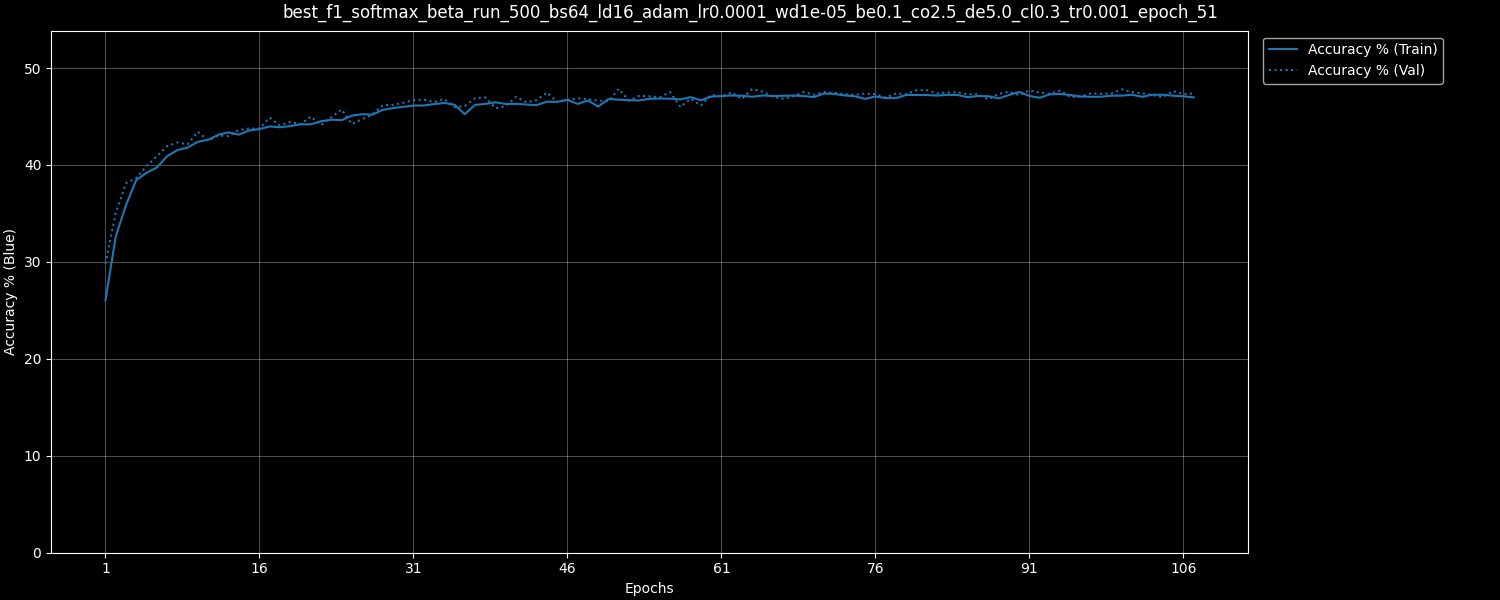 best_f1_softmax_beta_run_500_bs64_ld16_adam_lr0.0001_wd1e-05_be0.1_co2.5_de5.0_cl0.3_tr0.001_epoch_51
Accuracy % (Train)
Accuracy % (Val)
Accuracy % (Blue)
50
40
30
20
10
0
1 16 31 46 61 76 91 106
Epochs